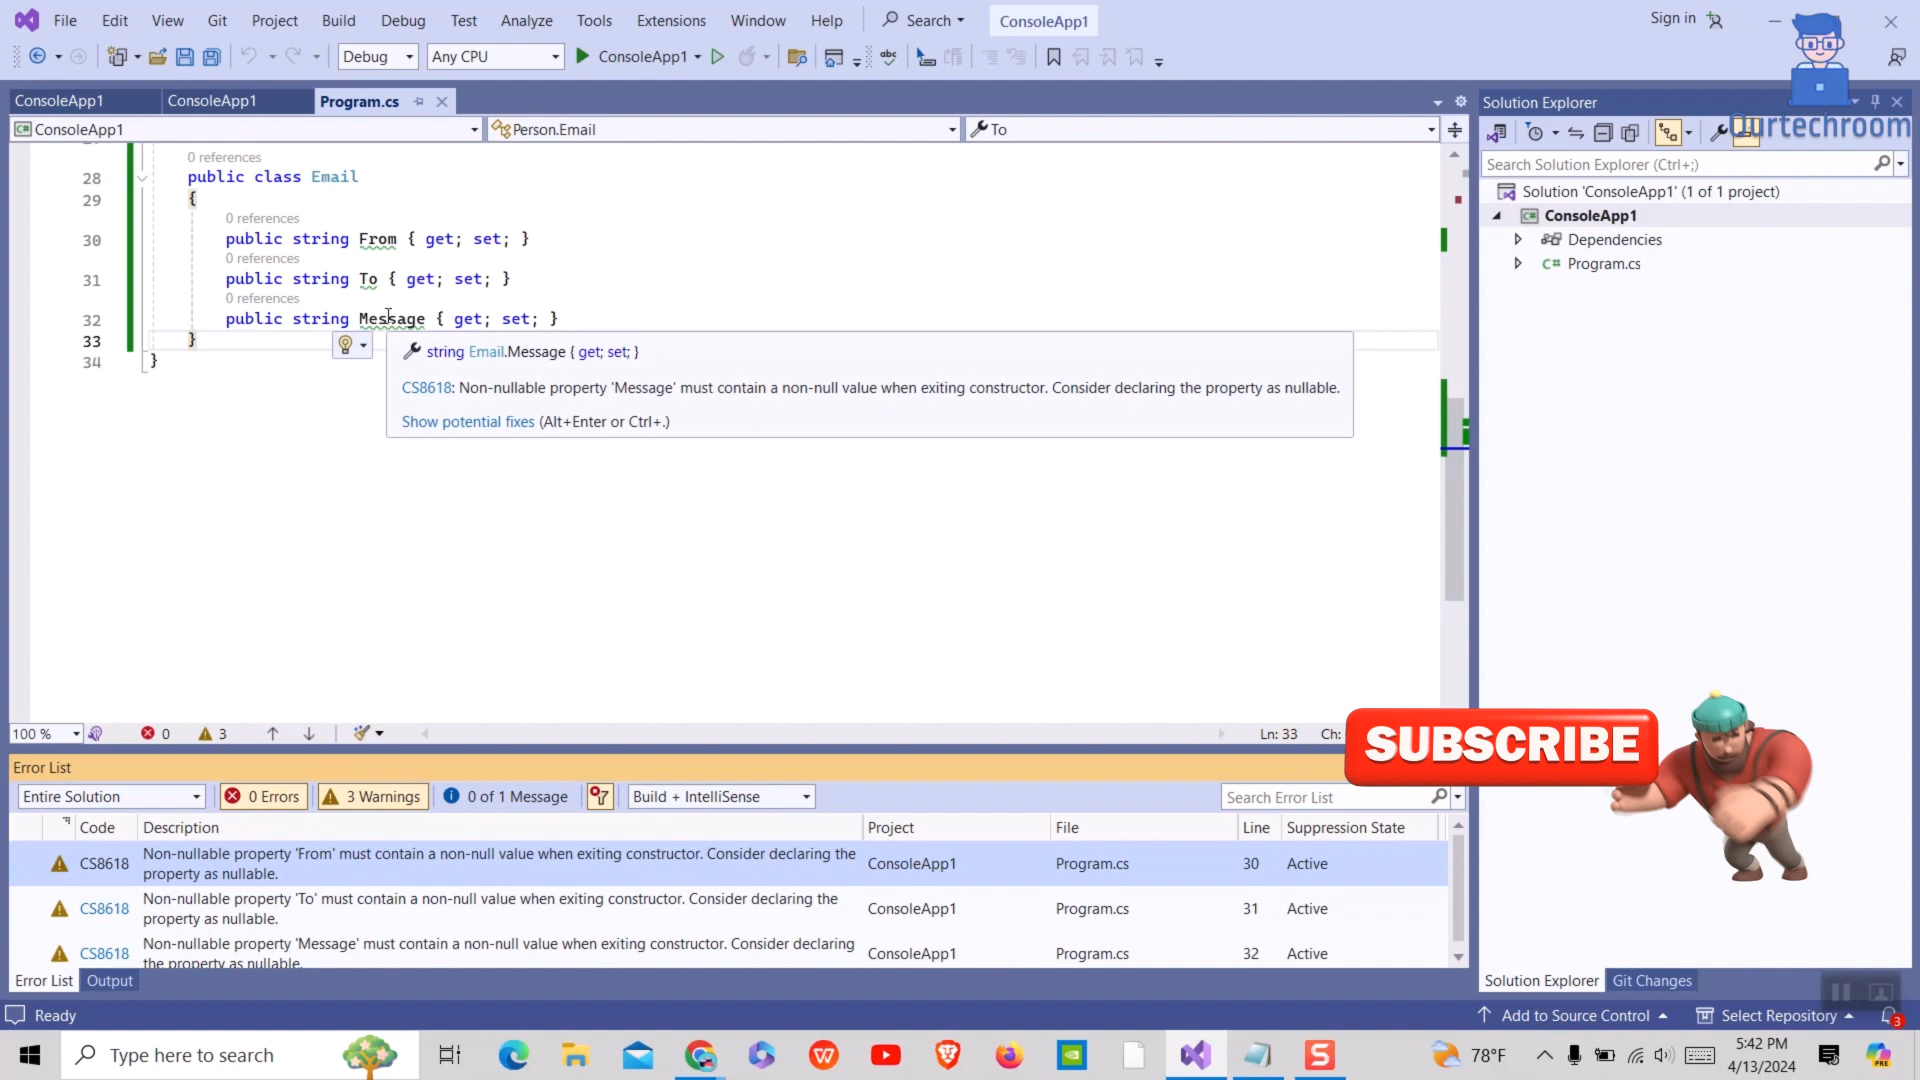 File Edit View Git Project Build Debug Test Analyze Tools Extensions Window Help Search ConsoleApp1 Sign in
Debug Any CPU ConsoleApp1
ConsoleApp1 ConsoleApp1 Program.cs
ConsoleApp1 Person.Email To
0 references
28 public class Email
29 {
0 references
30 public string From { get; set; }
0 references
31 public string To { get; set; }
0 references
32 public string Message { get; set; }
33 }
34 }
string Email.Message { get; set; }
CS8618: Non-nullable property 'Message' must contain a non-null value when exiting constructor. Consider declaring the property as nullable.
Show potential fixes (Alt+Enter or Ctrl+.)
100 % 0 3 Ln: 33 Ch:
Error List
Entire Solution 0 Errors 3 Warnings 0 of 1 Message Build + IntelliSense Search Error List
Code Description Project File Line Suppression State
CS8618 Non-nullable property 'From' must contain a non-null value when exiting constructor. Consider declaring the
property as nullable. ConsoleApp1 Program.cs 30 Active
CS8618 Non-nullable property 'To' must contain a non-null value when exiting constructor. Consider declaring the
property as nullable. ConsoleApp1 Program.cs 31 Active
CS8618 Non-nullable property 'Message' must contain a non-null value when exiting constructor. Consider declaring
the property as nullable. ConsoleApp1 Program.cs 32 Active
Error List Output
Solution Explorer
Ourtechroom
Search Solution Explorer (Ctrl+;)
Solution 'ConsoleApp1' (1 of 1 project)
ConsoleApp1
Dependencies
C# Program.cs
SUBSCRIBE
Solution Explorer Git Changes
Ready Add to Source Control Select Repository 3
Type here to search 78°F 5:42 PM
4/13/2024